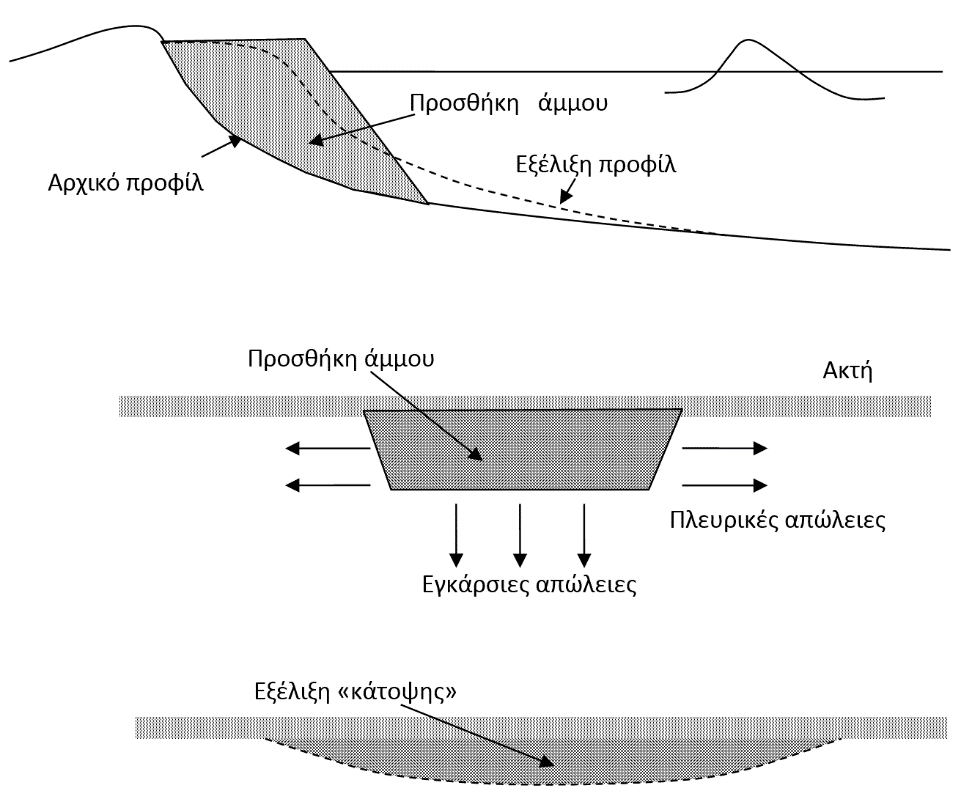 Προσθήκη άμμου
Εξέλιξη προφίλ
Αρχικό προφίλ
Προσθήκη άμμου
Ακτή
Πλευρικές απώλειες
Εγκάρσιες απώλειες
Εξέλιξη «κάτοψης»